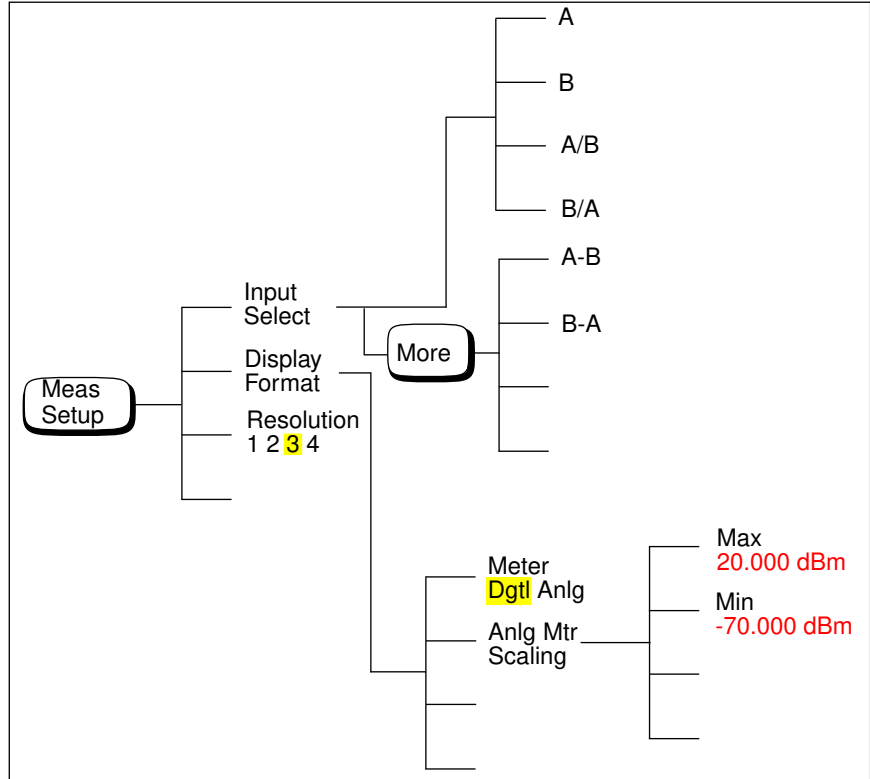 A
B
A/B
B/A
A-B
B-A
Input
Select
More
Display
Format
Meas
Setup
Resolution
1 2 3 4
Max
20.000 dBm
Meter
Dgtl Anlg
Min
-70.000 dBm
Anlg Mtr
Scaling